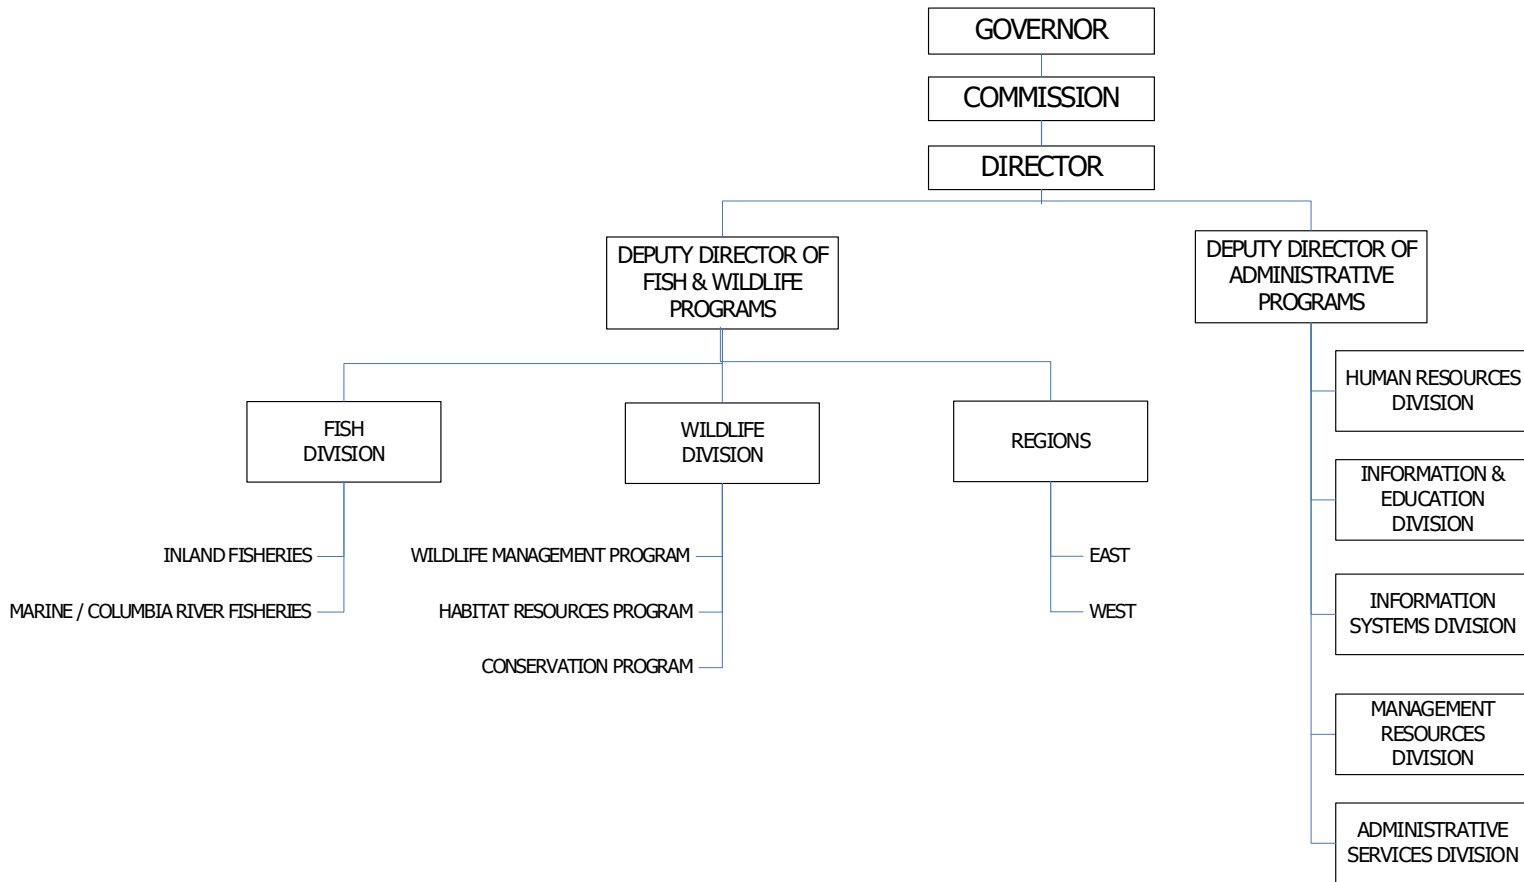 GOVERNOR
COMMISSION
DIRECTOR
DEPUTY DIRECTOR OF
FISH & WILDLIFE
PROGRAMS
DEPUTY DIRECTOR OF
ADMINISTRATIVE
PROGRAMS
FISH
DIVISION
WILDLIFE
DIVISION
REGIONS
INLAND FISHERIES
MARINE / COLUMBIA RIVER FISHERIES
WILDLIFE MANAGEMENT PROGRAM
HABITAT RESOURCES PROGRAM
CONSERVATION PROGRAM
EAST
WEST
HUMAN RESOURCES
DIVISION
INFORMATION &
EDUCATION
DIVISION
INFORMATION
SYSTEMS DIVISION
MANAGEMENT
RESOURCES
DIVISION
ADMINISTRATIVE
SERVICES DIVISION